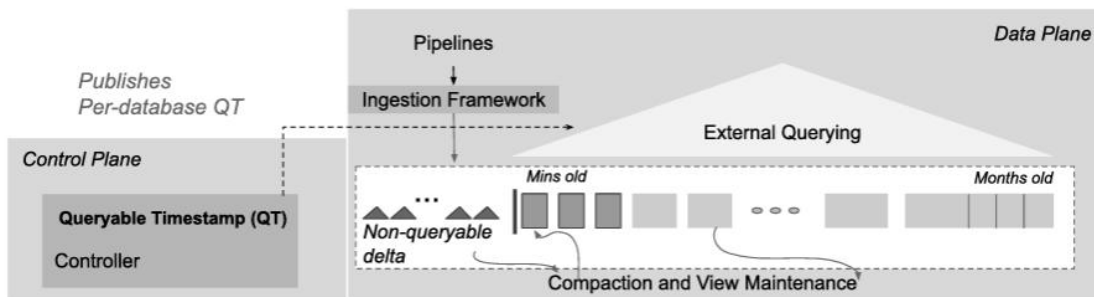 Data Plane
Pipelines
Publishes
Per-database QT
Ingestion Framework
External Querying
Control Plane
Mins old
Months old
Queryable Timestamp (QT)
Non-queryable
delta
Controller
Compaction and View Maintenance